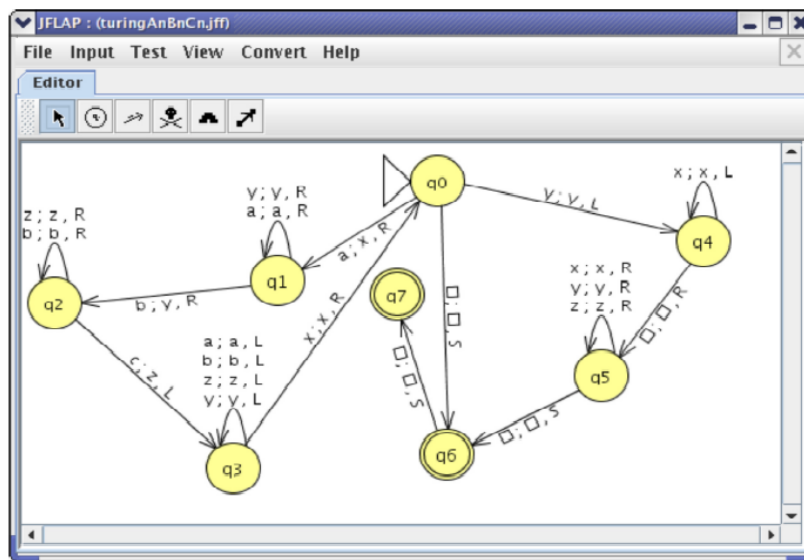 JFLAP : (turingAnBnCn.jff)
File Input Test View Convert Help
Editor
q0
x ; x , L
y ; y , L
q4
y ; y , R
a ; a , R
a ; x , R
z ; z , R
b ; b , R
q1
q7
q2
b ; y , R
□ ; □ , S
x ; x , R
y ; y , R
z ; z , R
□ ; □ , R
x ; x , R
□ ; □ , S
a ; a , L
b ; b , L
z ; z , L
y ; y , L
c ; z , L
q5
□ ; □ , S
q6
q3